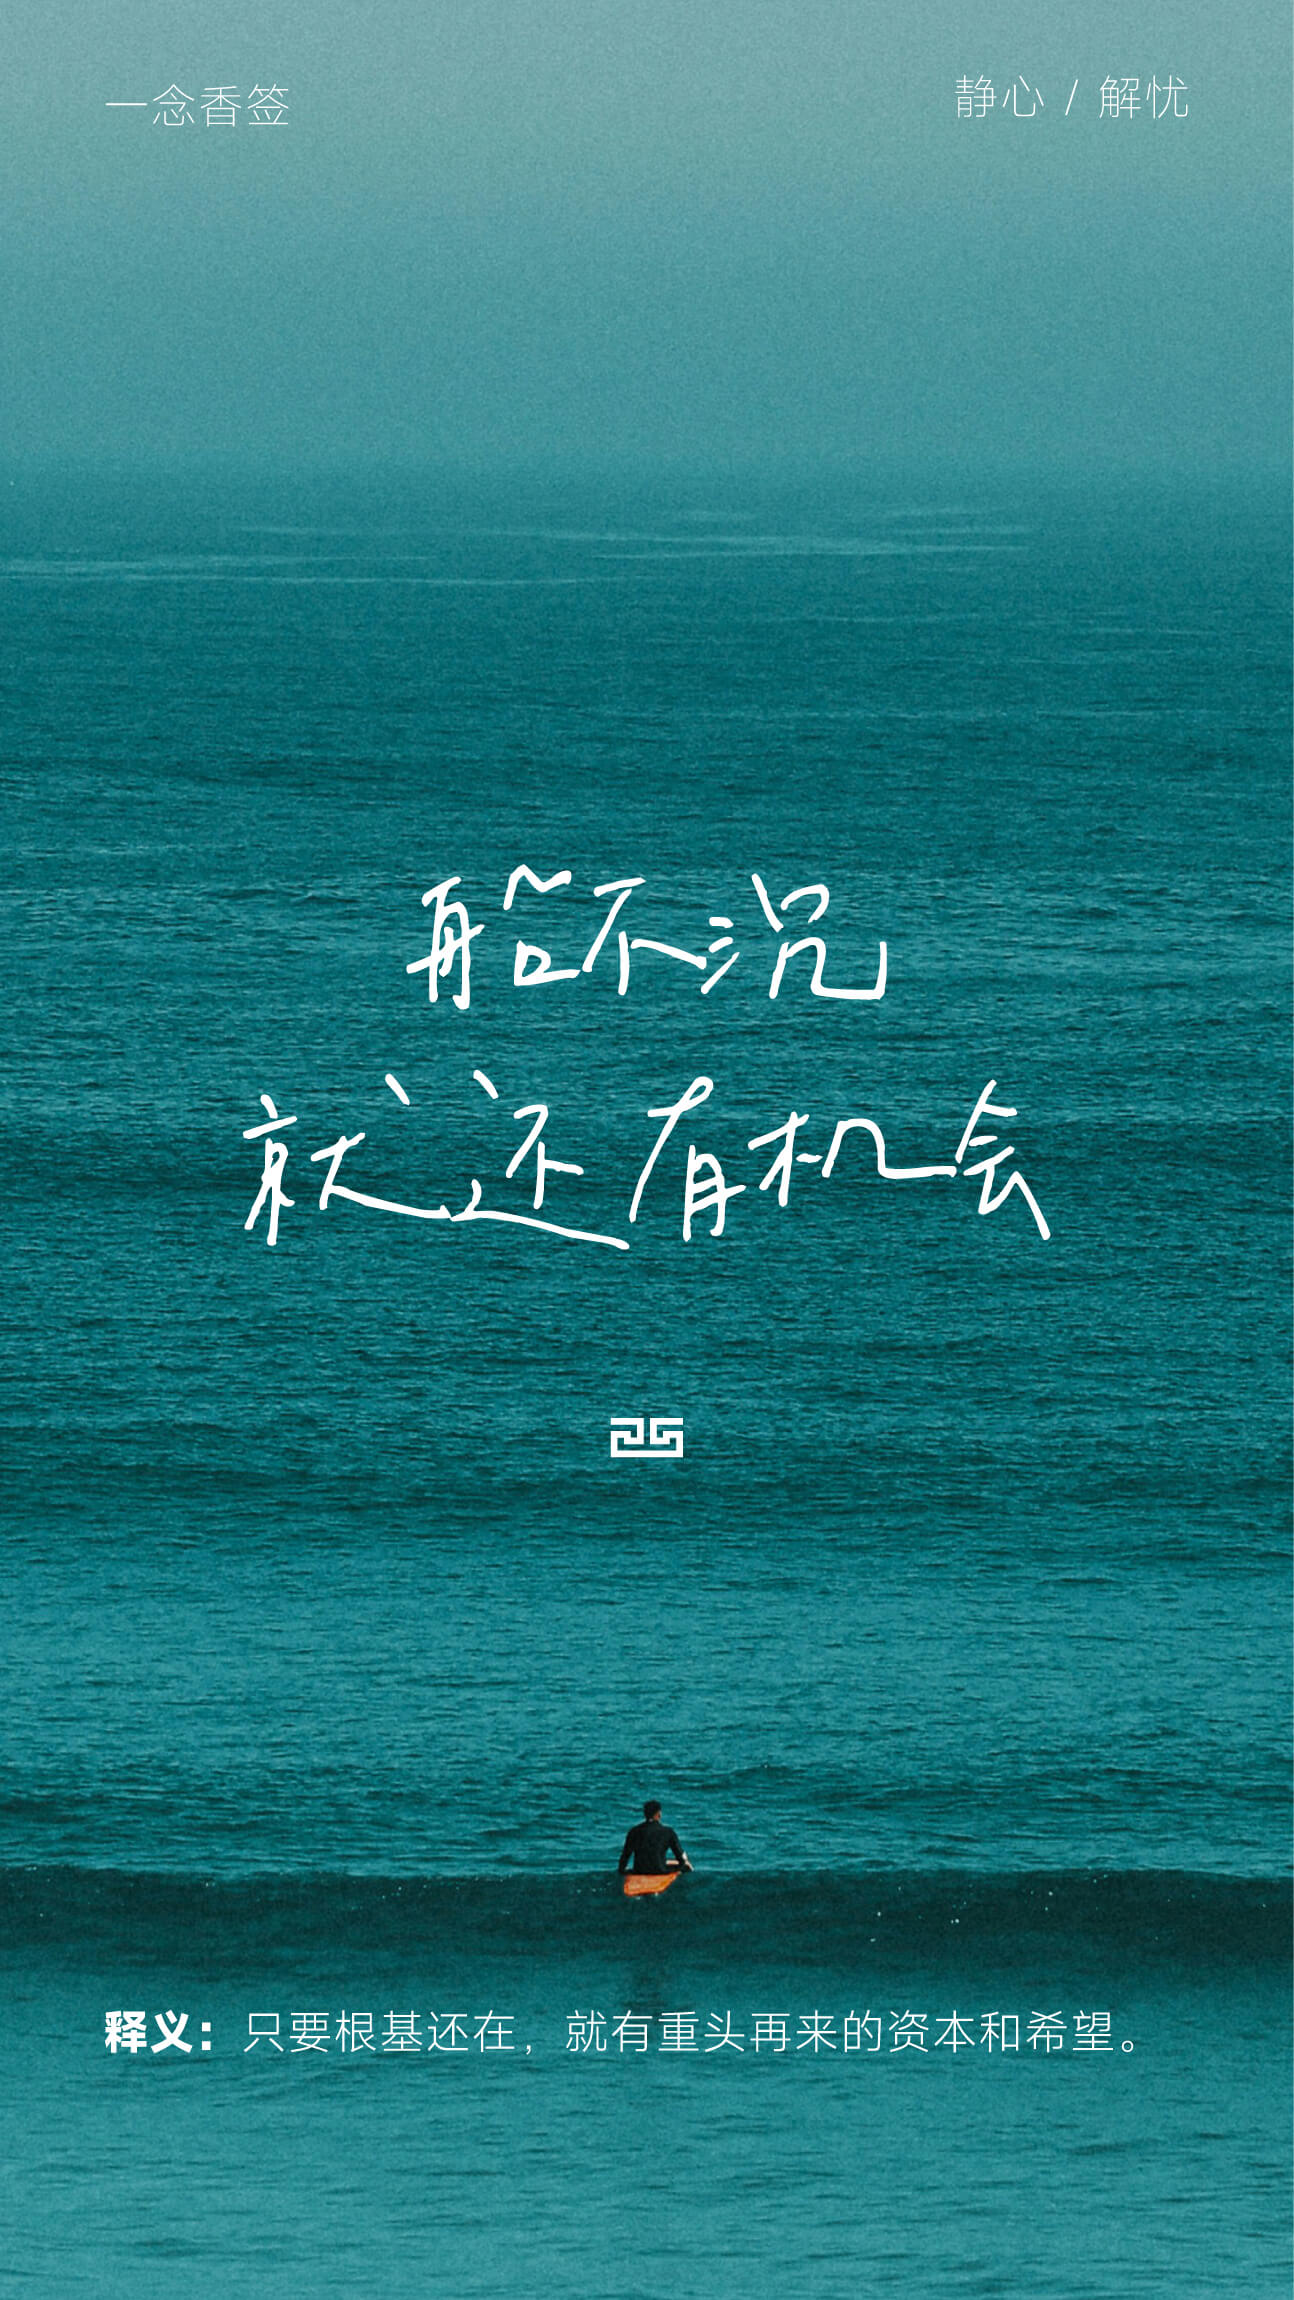 一念香签
静心 / 解忧
船不沉
就还有机会
释义：只要根基还在，就有重头再来的资本和希望。